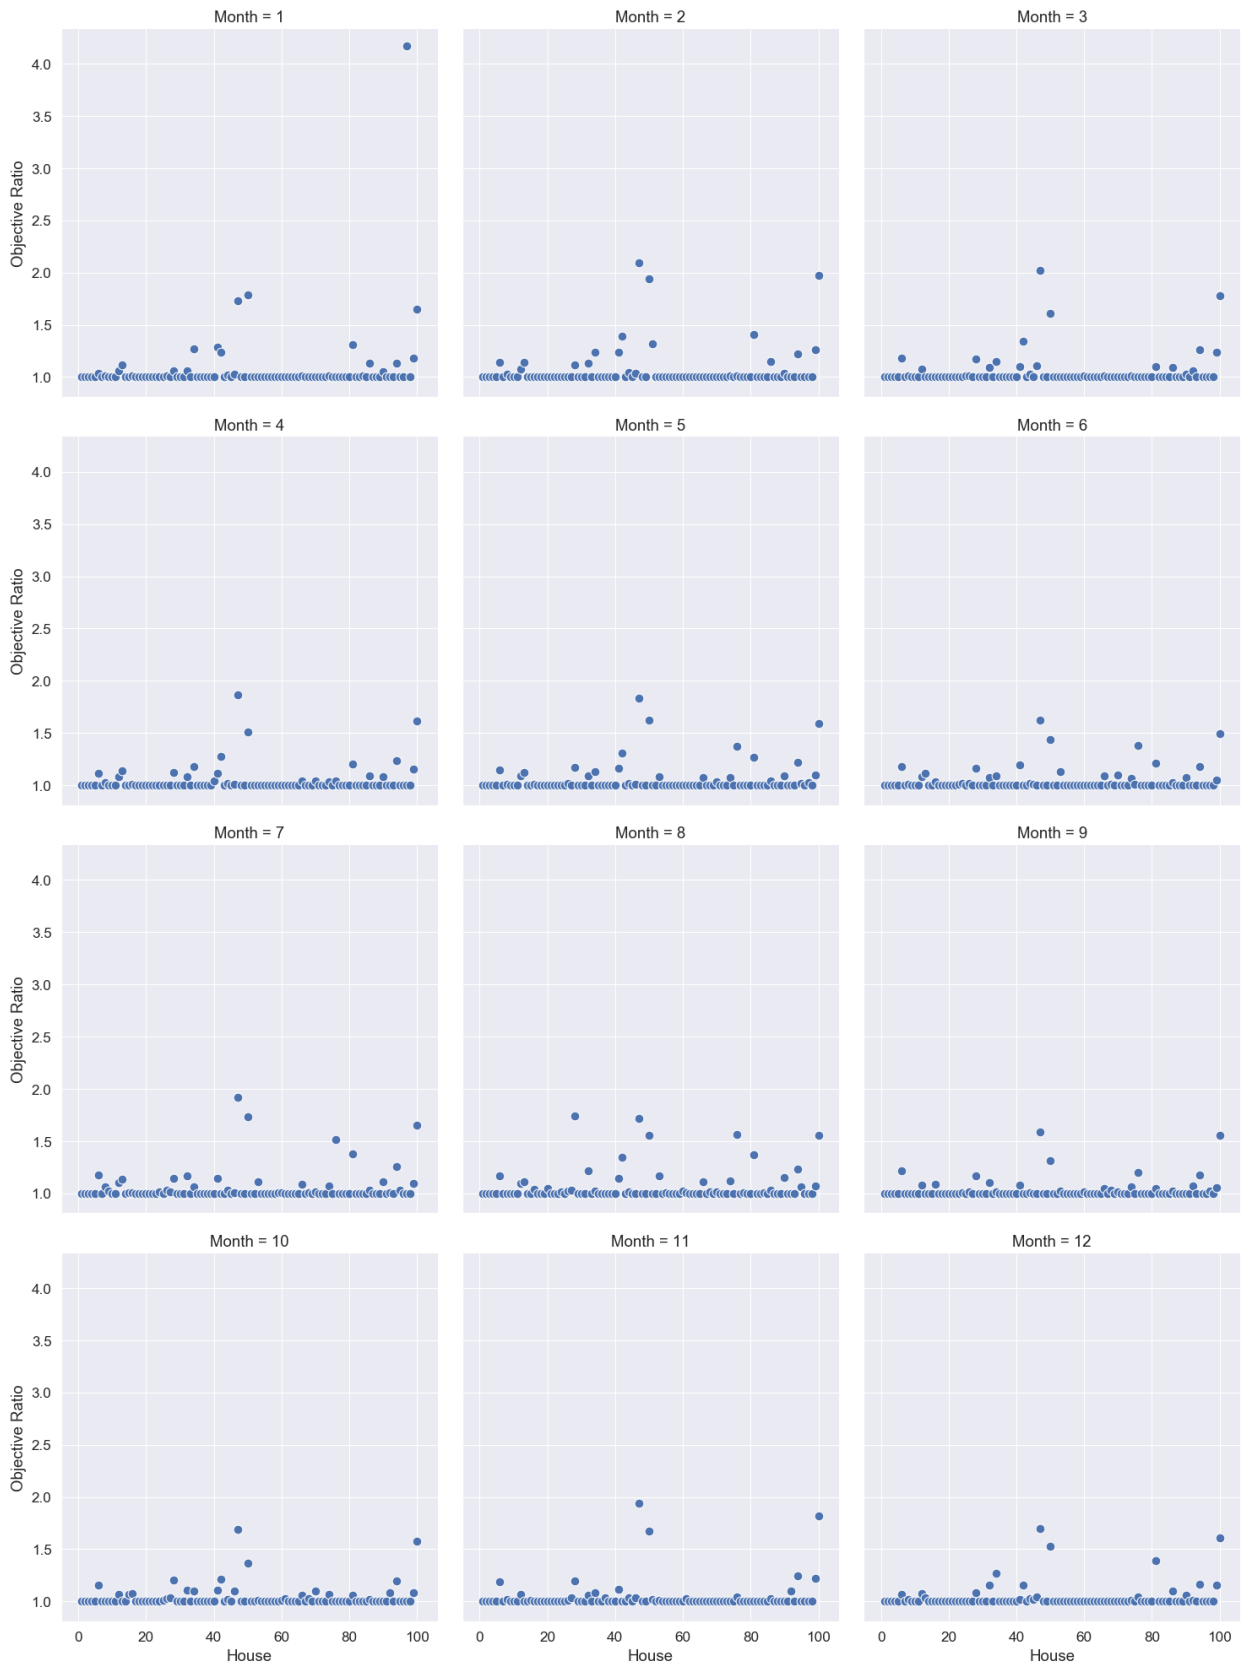 Month = 1 Month = 2 Month = 3
4.0
3.5
3.0
2.5
2.0
1.5
1.0
Objective Ratio
Month = 4 Month = 5 Month = 6
4.0
3.5
3.0
2.5
2.0
1.5
1.0
Objective Ratio
Month = 7 Month = 8 Month = 9
4.0
3.5
3.0
2.5
2.0
1.5
1.0
Objective Ratio
Month = 10 Month = 11 Month = 12
4.0
3.5
3.0
2.5
2.0
1.5
1.0
Objective Ratio
0 20 40 60 80 100 0 20 40 60 80 100 0 20 40 60 80 100
House House House